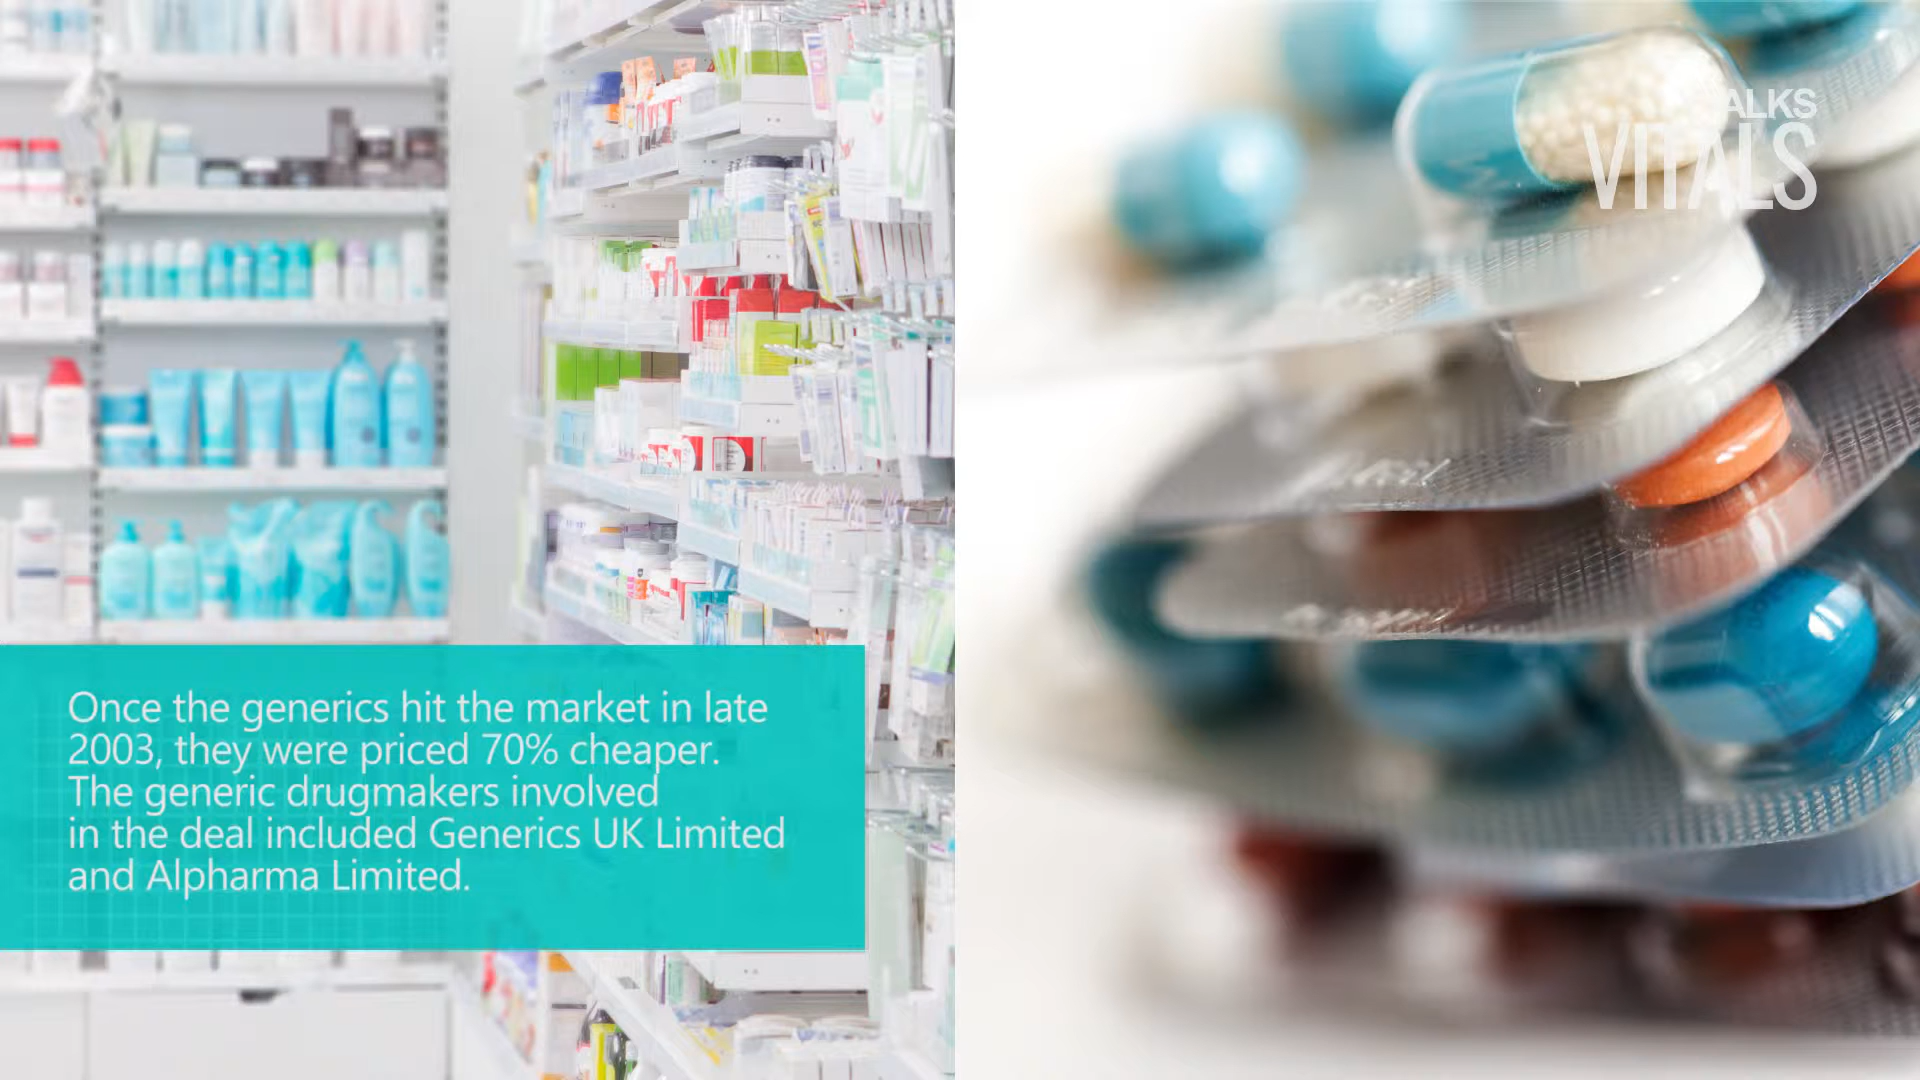 ALKS
VITALS
Once the generics hit the market in late
2003, they were priced 70% cheaper.
The generic drugmakers involved
in the deal included Generics UK Limited
and Alpharma Limited.